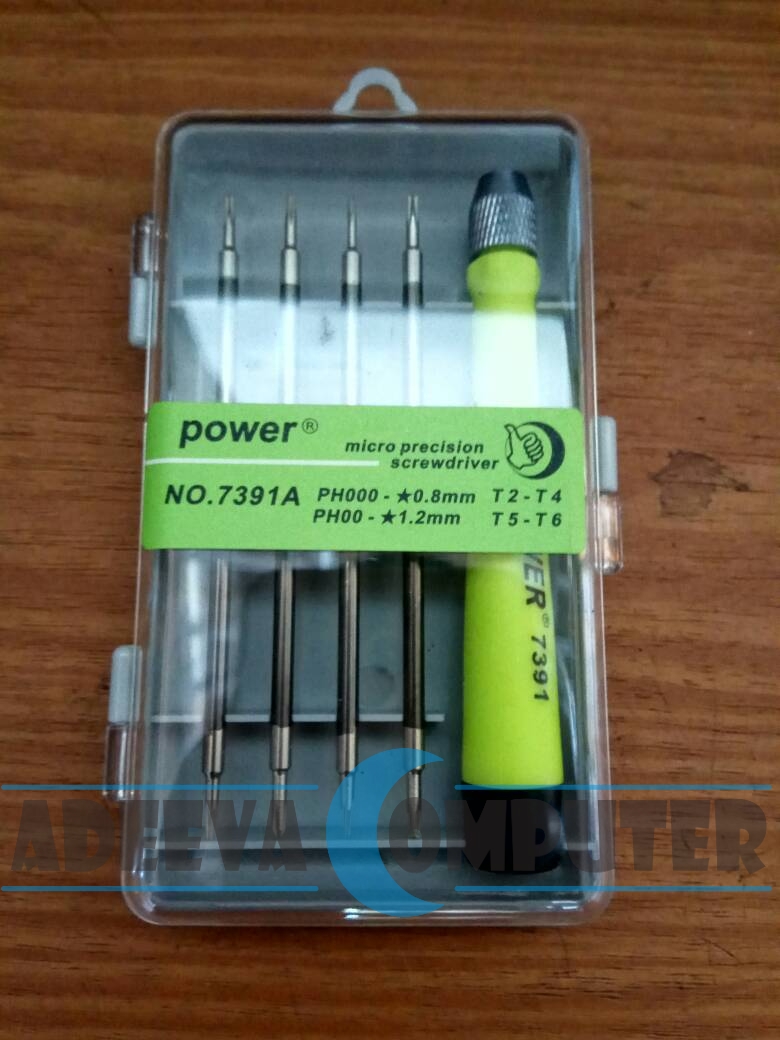 power®
micro precision
screwdriver
NO.7391A
PH000 - ★0.8mm T2 - T4
PH00 - ★1.2mm T5 - T6
WER® 7391
ADEEVA COMPUTER